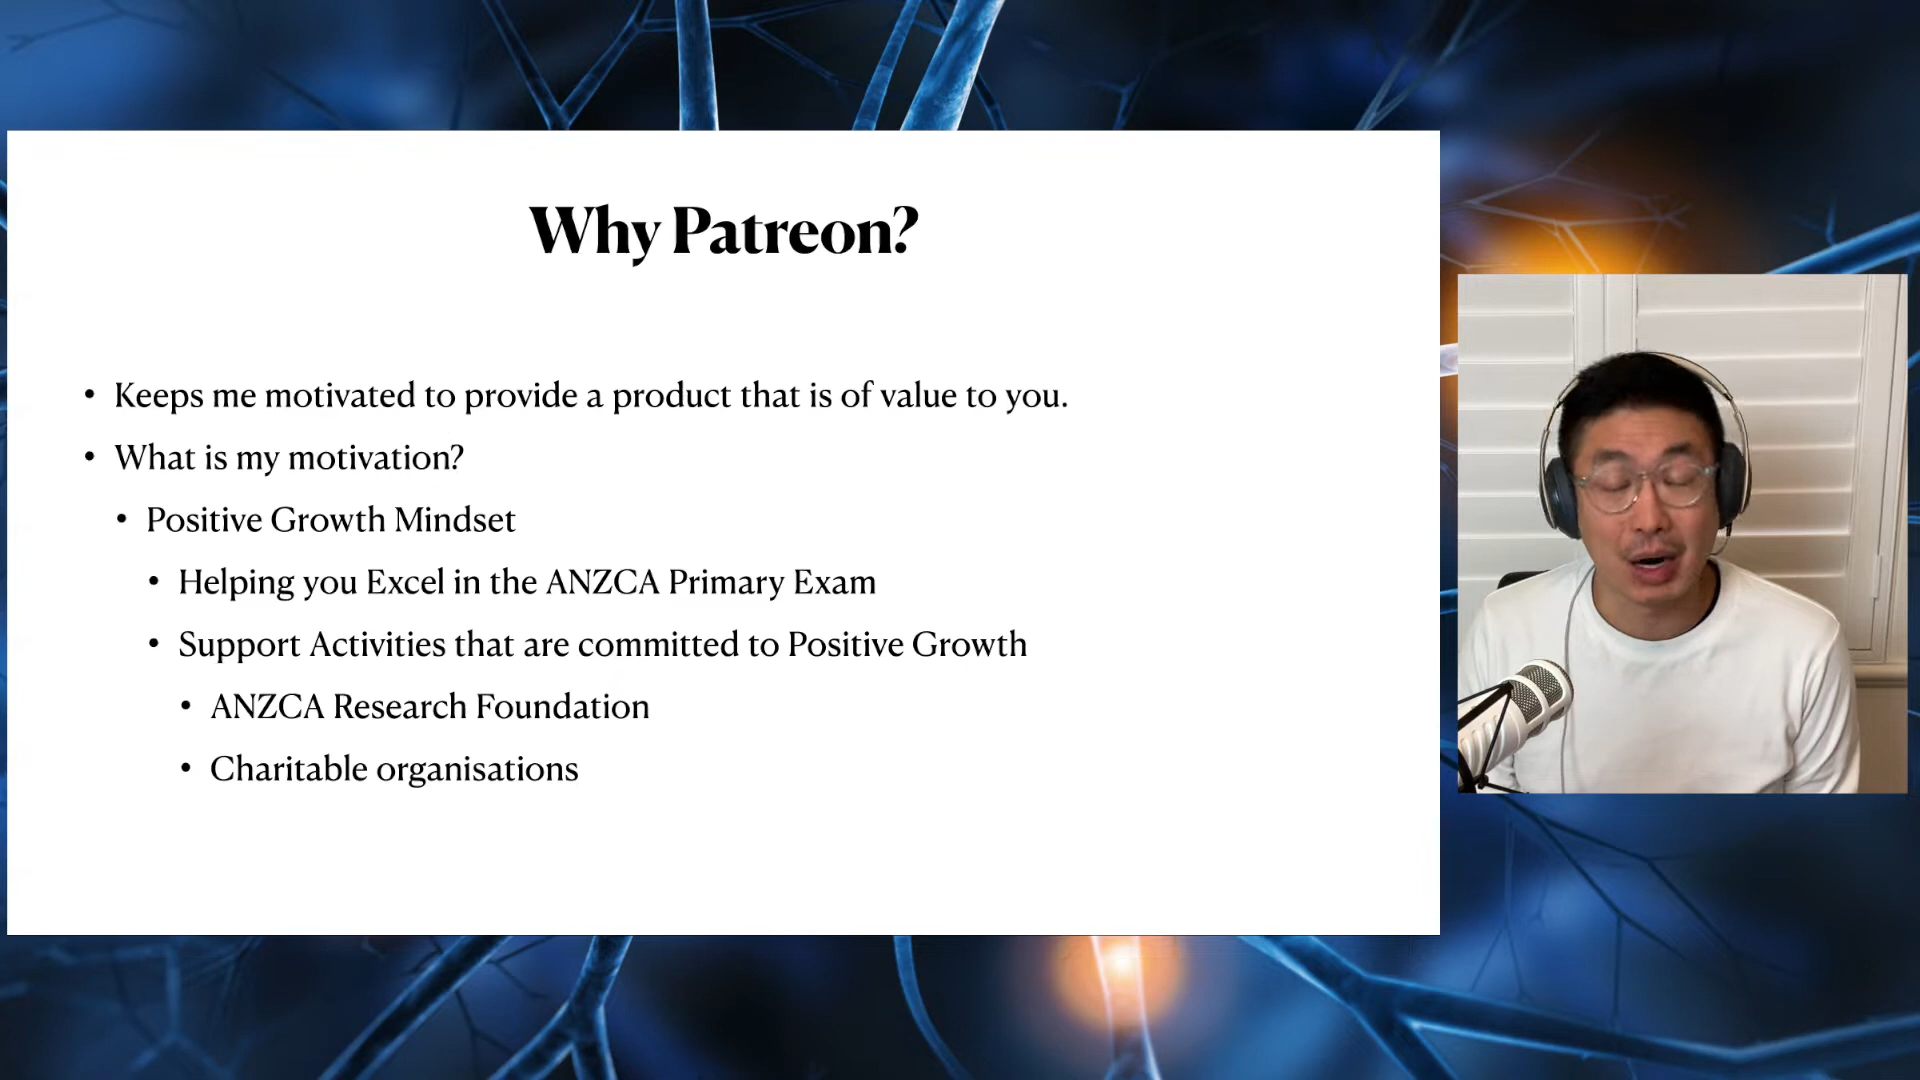 Why Patreon?
• Keeps me motivated to provide a product that is of value to you.
• What is my motivation?
• Positive Growth Mindset
• Helping you Excel in the ANZCA Primary Exam
• Support Activities that are committed to Positive Growth
• ANZCA Research Foundation
• Charitable organisations